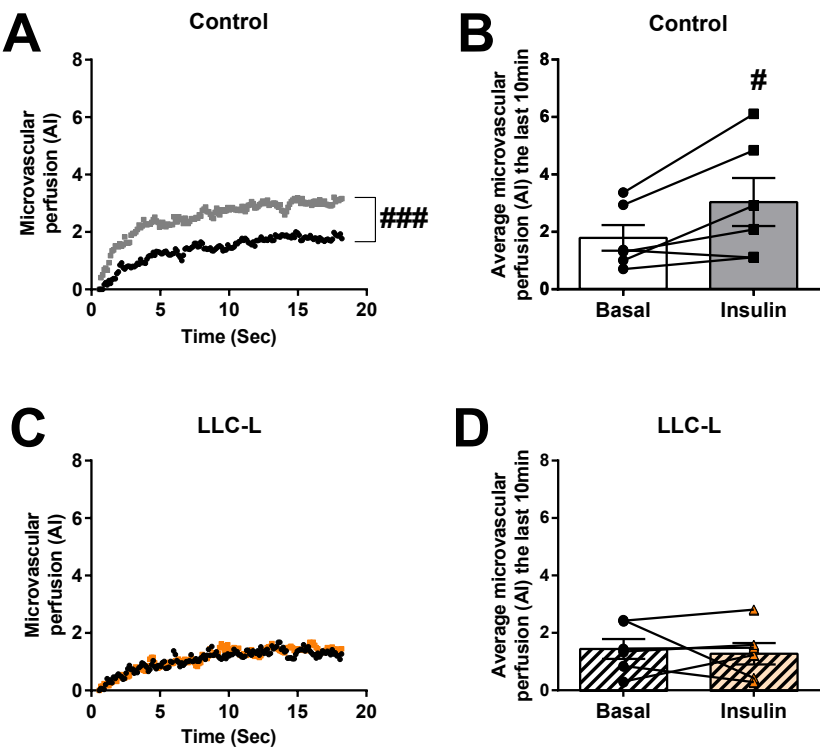 A
Control
Microvascular
perfusion (AI)
8
6
4
2
0
0
5
10
15
20
Time (Sec)
###
B
Control
Average microvascular
perfusion (AI) the last 10min
8
6
4
2
0
#
Basal
Insulin
C
LLC-L
Microvascular
perfusion (AI)
8
6
4
2
0
0
5
10
15
20
Time (Sec)
D
LLC-L
Average microvascular
perfusion (AI) the last 10min
8
6
4
2
0
Basal
Insulin